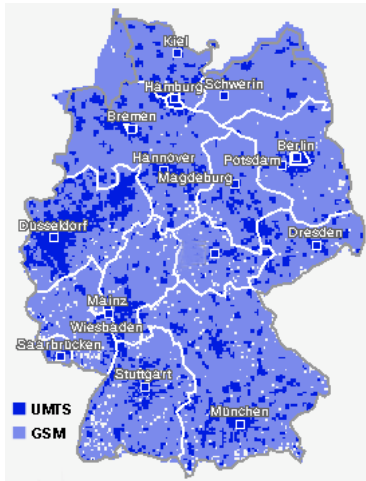 Kiel
Hamburg
Schwerin
Bremen
Berlin
Hannover
Potsdam
Magdeburg
Düsseldorf
Dresden
Mainz
Wiesbaden
Saarbrücken
Stuttgart
UMTS
München
GSM